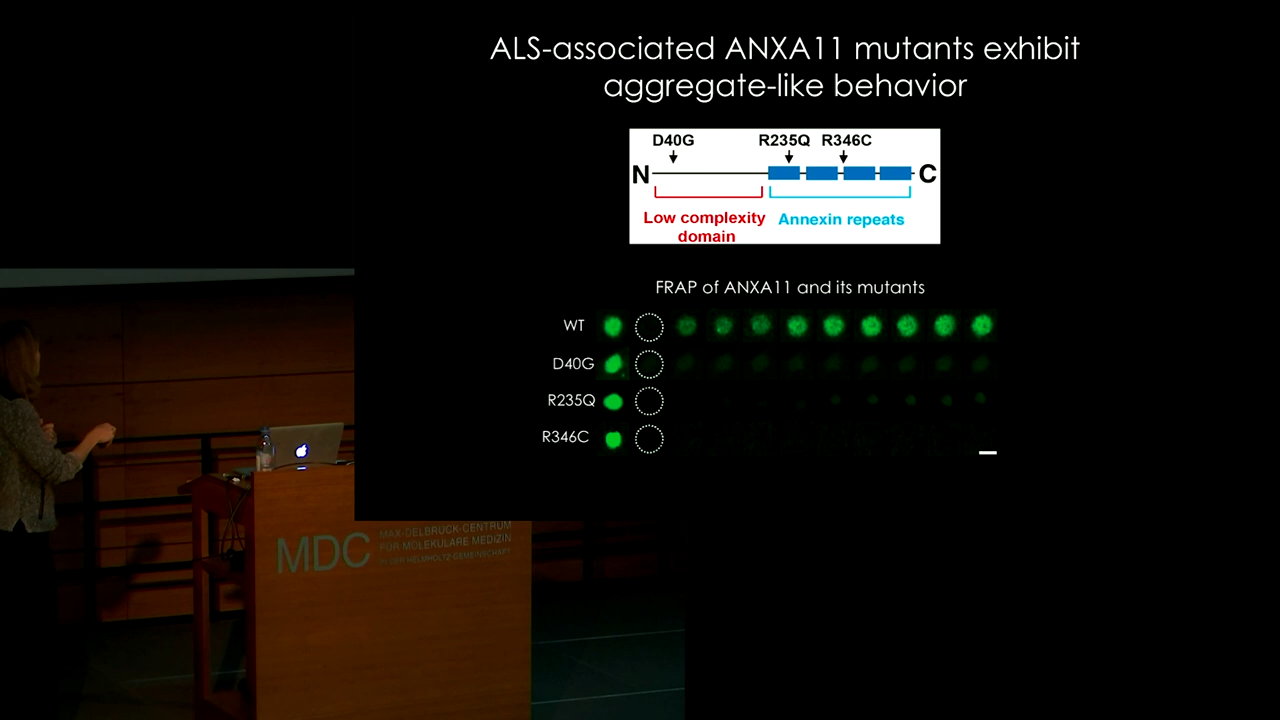 ALS-associated ANXA11 mutants exhibit
aggregate-like behavior
D40G R235Q R346C
N C
Low complexity
domain
Annexin repeats
FRAP of ANXA11 and its mutants
WT
D40G
R235Q
R346C
MDC
MAX-DELBRÜCK-CENTRUM
FÜR MOLEKULARE MEDIZIN
IN DER HELMHOLTZ-GEMEINSCHAFT